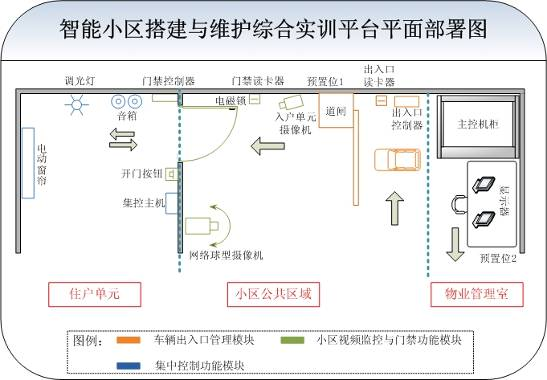 智能小区搭建与维护综合实训平台平面部署图
调光灯
音箱
门禁控制器
电磁锁
门禁读卡器
入户单元
摄像机
预置位1
道闸
出入口
读卡器
出入口
控制器
主控机柜
电动窗帘
开门按钮
集控主机
网络球型摄像机
显示器
预置位2
住户单元
小区公共区域
物业管理室
图例：
车辆出入口管理模块
小区视频监控与门禁功能模块
集中控制功能模块